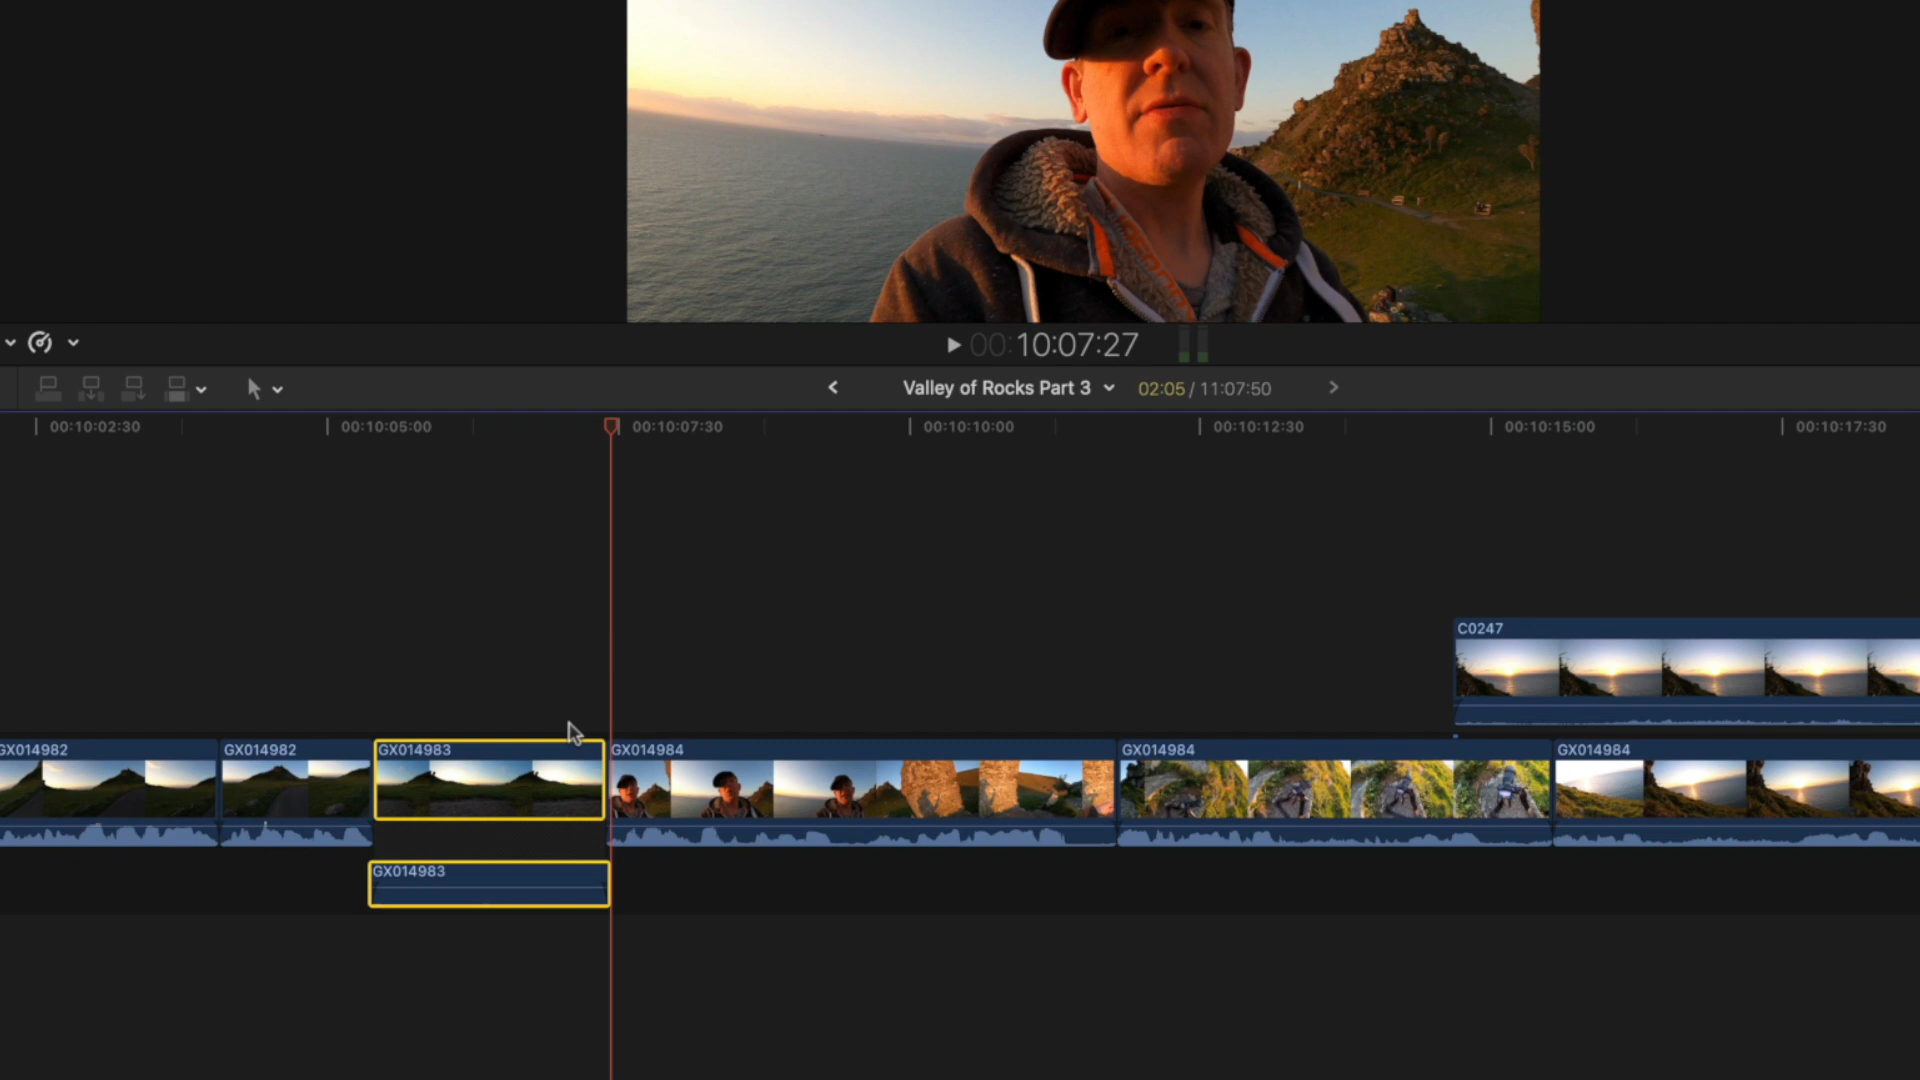 00:10:07:27
Valley of Rocks Part 3
02:05 / 11:07:50
00:10:02:30
00:10:05:00
00:10:07:30
00:10:10:00
00:10:12:30
00:10:15:00
00:10:17:30
C0247
GX014982
GX014982
GX014983
GX014984
GX014984
GX014984
GX014983